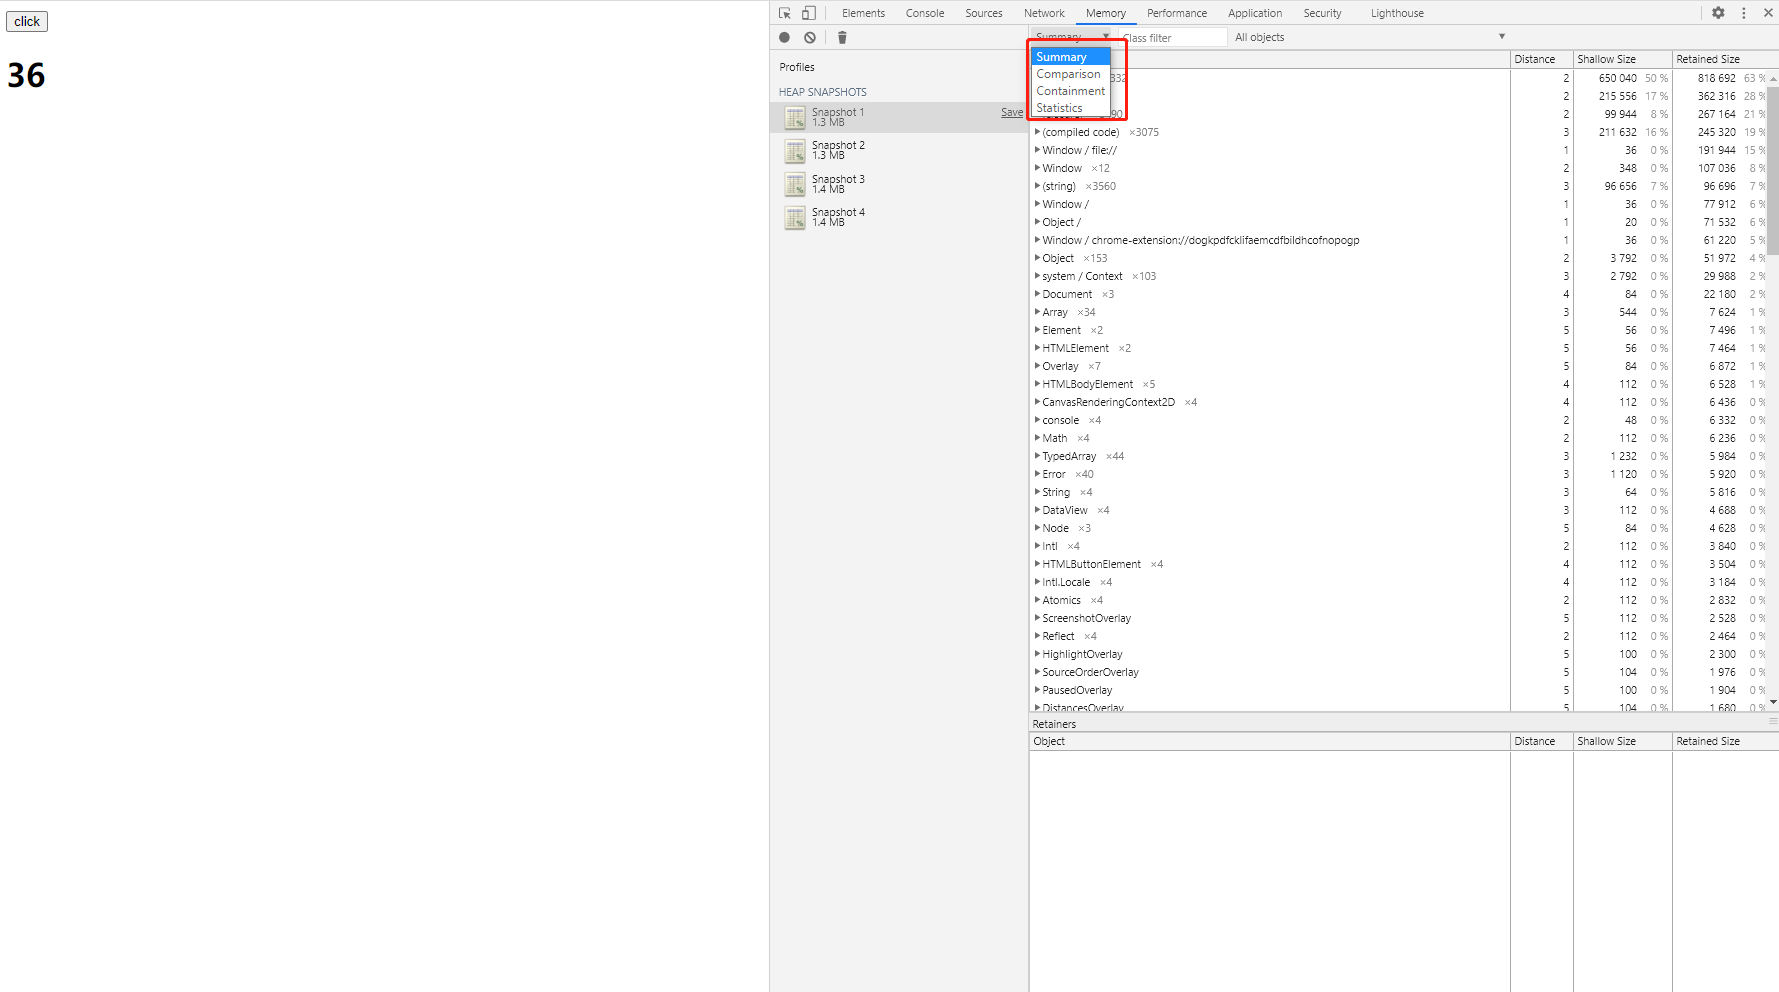 click
36
Elements Console Sources Network Memory Performance Application Security Lighthouse
Summary Class filter All objects
Profiles
HEAP SNAPSHOTS
Snapshot 1
1.3 MB
Save
Snapshot 2
1.3 MB
Snapshot 3
1.4 MB
Snapshot 4
1.4 MB
Summary
Comparison
Containment
Statistics
Distance Shallow Size Retained Size
332 2 650 040 50 % 818 692 63 %
2 215 556 17 % 362 316 28 %
90 2 99 944 8 % 267 164 21 %
(compiled code) ×3075 3 211 632 16 % 245 320 19 %
Window / file:// 1 36 0 % 191 944 15 %
Window ×12 2 348 0 % 107 036 8 %
(string) ×3560 3 96 656 7 % 96 696 7 %
Window / 1 36 0 % 77 912 6 %
Object / 1 20 0 % 71 532 6 %
Window / chrome-extension://dogkpdfcklifaemcdfbildhcofnopogp 1 36 0 % 61 220 5 %
Object ×153 2 3 792 0 % 51 972 4 %
system / Context ×103 3 2 792 0 % 29 988 2 %
Document ×3 4 84 0 % 22 180 2 %
Array ×34 3 544 0 % 7 624 1 %
Element ×2 5 56 0 % 7 496 1 %
HTMLElement ×2 5 56 0 % 7 464 1 %
Overlay ×7 5 84 0 % 6 872 1 %
HTMLBodyElement ×5 4 112 0 % 6 528 1 %
CanvasRenderingContext2D ×4 4 112 0 % 6 436 0 %
console ×4 2 48 0 % 6 332 0 %
Math ×4 2 112 0 % 6 236 0 %
TypedArray ×44 3 1 232 0 % 5 984 0 %
Error ×40 3 1 120 0 % 5 920 0 %
String ×4 3 64 0 % 5 816 0 %
DataView ×4 3 112 0 % 4 688 0 %
Node ×3 5 84 0 % 4 628 0 %
Intl ×4 2 112 0 % 3 840 0 %
HTMLButtonElement ×4 4 112 0 % 3 504 0 %
Intl.Locale ×4 4 112 0 % 3 184 0 %
Atomics ×4 2 112 0 % 2 832 0 %
ScreenshotOverlay 5 112 0 % 2 528 0 %
Reflect ×4 2 112 0 % 2 464 0 %
HighlightOverlay 5 100 0 % 2 300 0 %
SourceOrderOverlay 5 104 0 % 1 976 0 %
PausedOverlay 5 100 0 % 1 904 0 %
DistancesOverlay 5 104 0 % 1 680 0 %
Retainers
Object Distance Shallow Size Retained Size